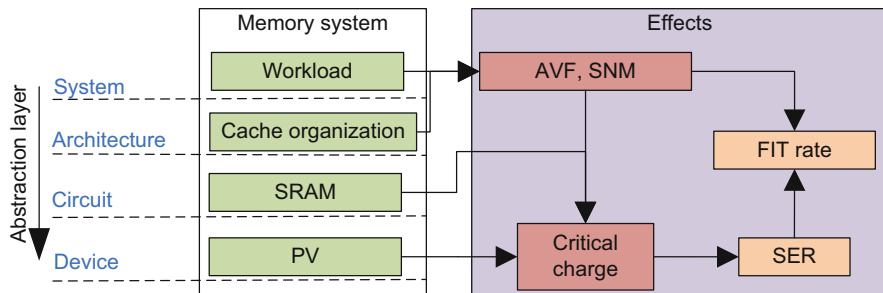 Memory system
Effects
Abstraction layer
System
Workload
AVF, SNM
Architecture
Cache organization
FIT rate
Circuit
SRAM
Device
PV
Critical
charge
SER